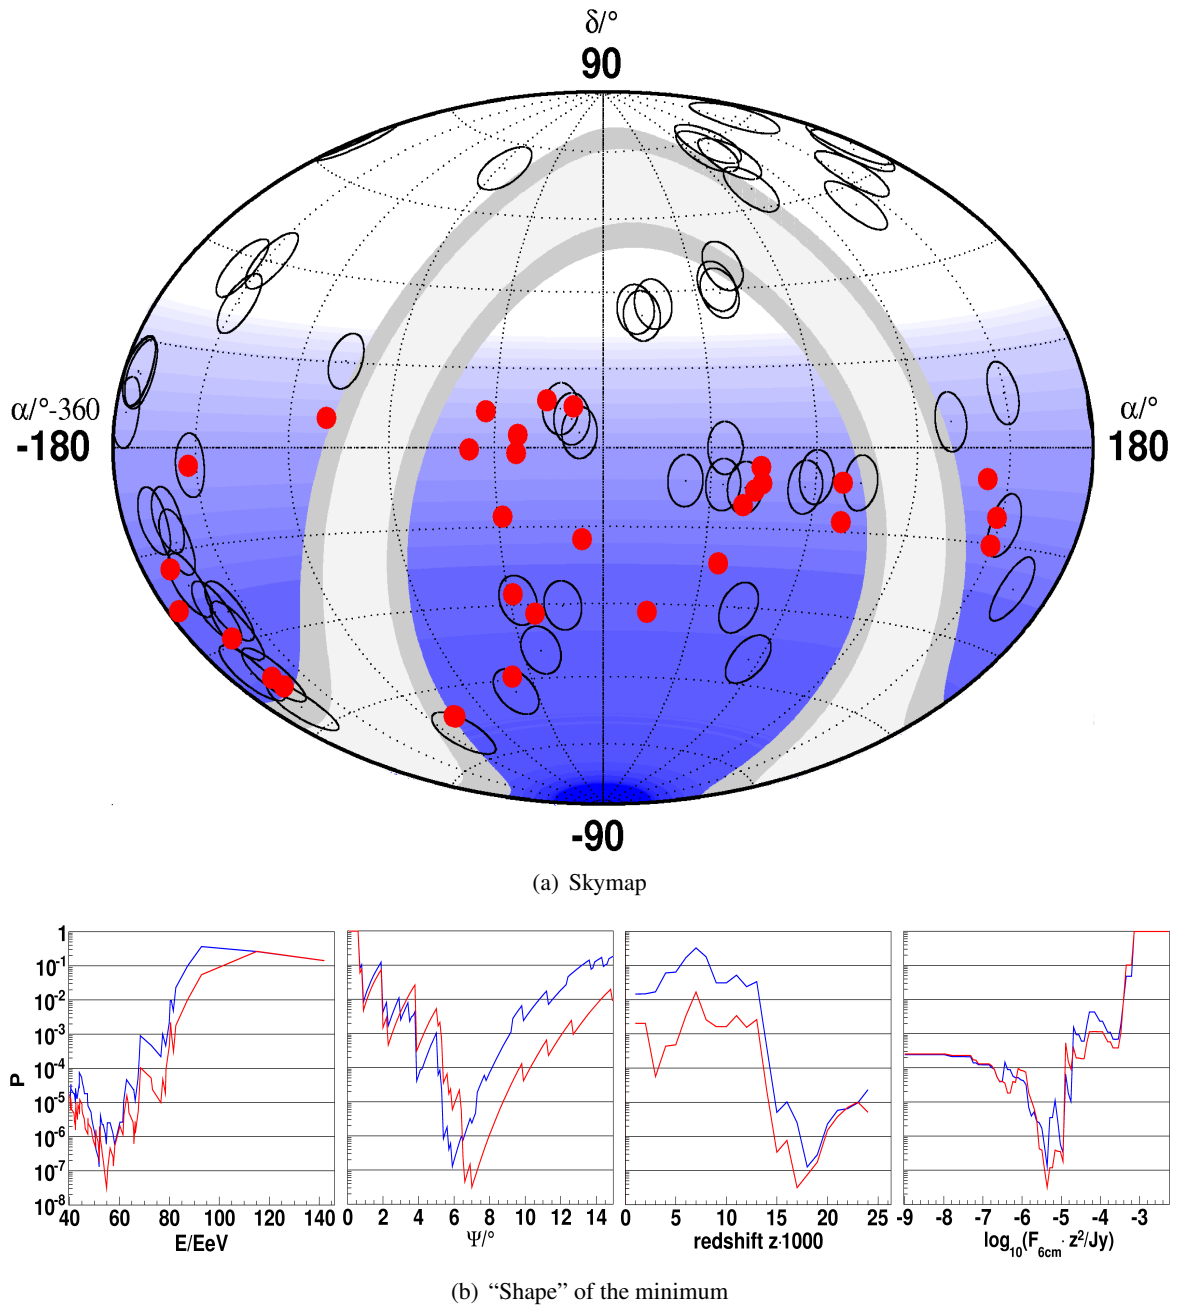 δ/°
90
α/°-360
-180
α/°
180
-90
(a) Skymap
P
1
10⁻¹
10⁻²
10⁻³
10⁻⁴
10⁻⁵
10⁻⁶
10⁻⁷
10⁻⁸
40 60 80 100 120 140
E/EeV
0 2 4 6 8 10 12 14
Ψ/°
0 5 10 15 20 25
redshift z·1000
-9 -8 -7 -6 -5 -4 -3
log₁₀(F₆cm· z²/Jy)
(b) “Shape” of the minimum